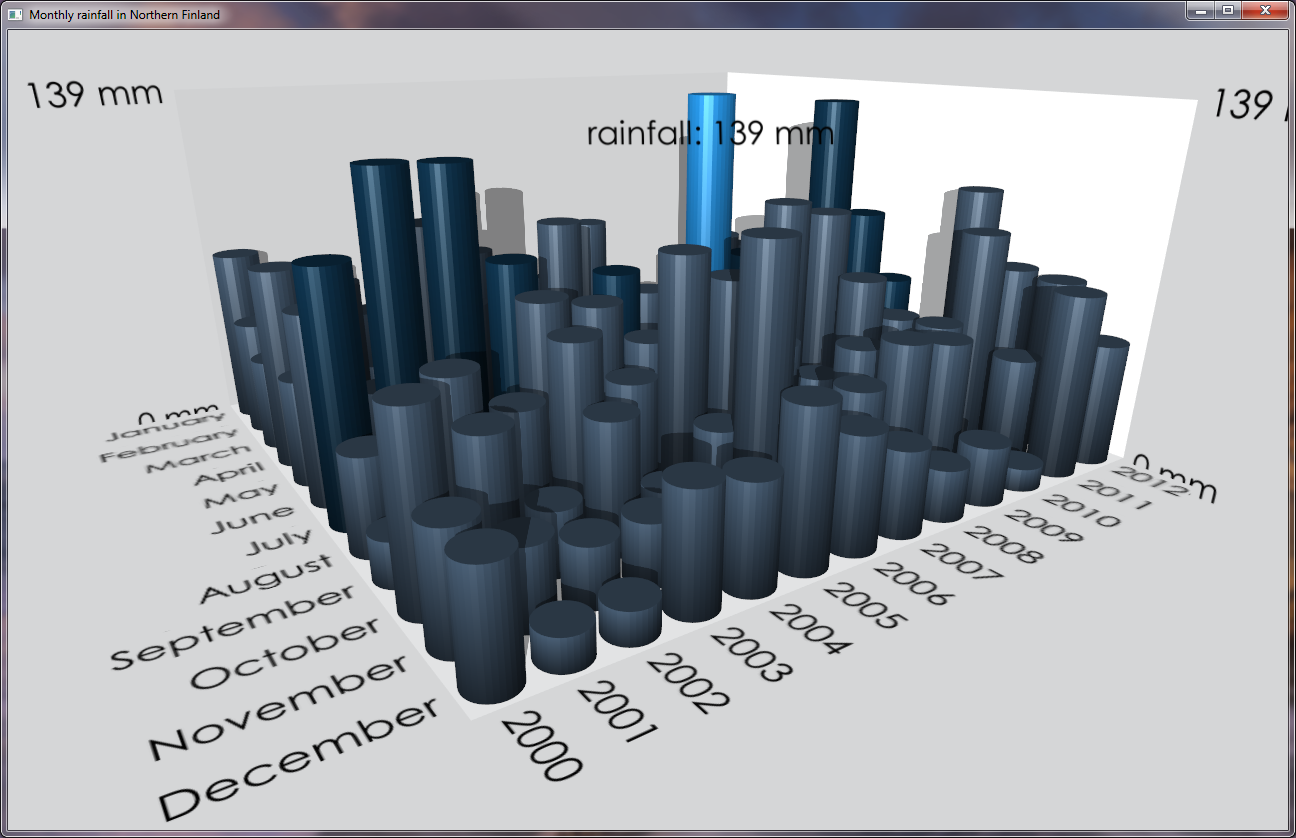 Monthly rainfall in Northern Finland
139 mm
139
rainfall: 139 mm
0 mm
January
February
March
April
May
June
July
August
September
October
November
December
0 mm
2012
2011
2010
2009
2008
2007
2006
2005
2004
2003
2002
2001
2000